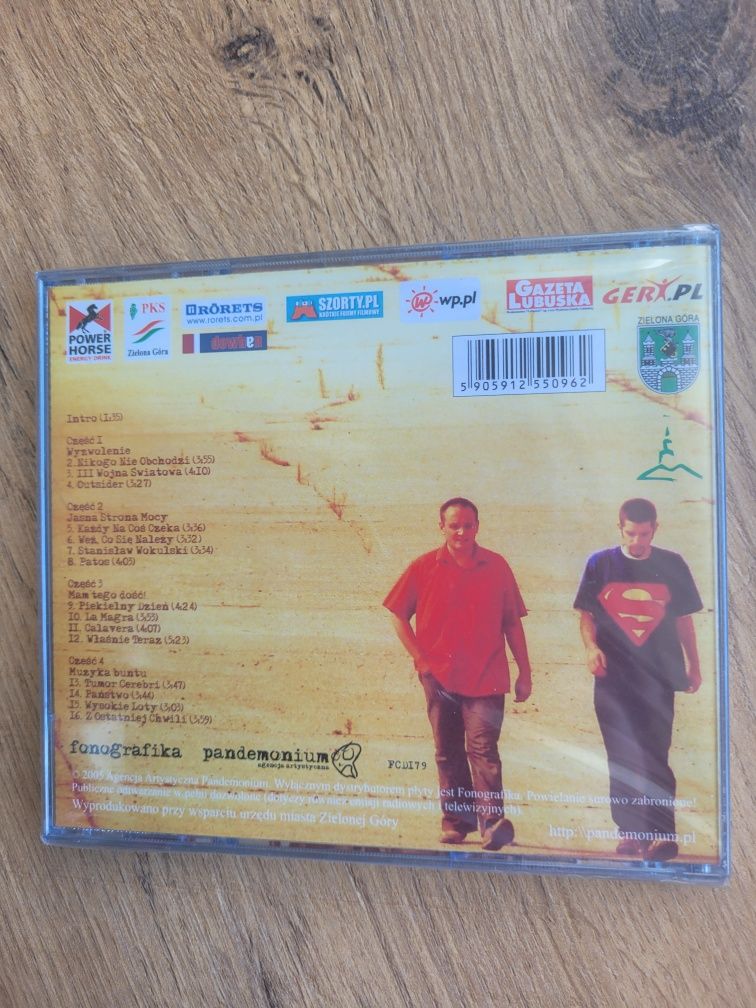 POWER
HORSE
ENERGY DRINK
PKS
Zielona Góra
RÖRETS
www.rorets.com.pl
SZORTY.PL
KRÓTKIE FORMY FILMOWY
wp.pl
GAZETA
LUBUSKA
GERA.PL
ZIELONA GÓRA
5 905912 550962
Intro (1:35)
Część 1
Wyzwolenie
2. Nikogo Nie Obchodzi (3:55)
3. III Wojna Światowa (4:10)
4. Outsider (3:27)
Część 2
Jasna Strona Mocy
5. Każdy Na Coś Czeka (3:36)
6. Weź Co Się Należy (3:32)
7. Stanisław Wokulski (3:34)
8. Patos (4:03)
Część 3
Mam tego dość!
9. Piekielny Dzień (4:24)
10. La Magra (3:53)
11. Calavera (4:07)
12. Właśnie Teraz (5:23)
Część 4
Muzyka buntu
13. Tumor Cerebri (3:47)
14. Państwo (3:44)
15. Wysokie Loty (3:03)
16. Z Ostatniej Chwili (3:59)
fonografika pandemonium
agencja artystyczna
FCD179
© 2005 Agencja Artystyczna Pandemonium. Wyłącznym dystrybutorem płyty jest Fonografika. Powielanie surowo zabronione!
Publiczne odtwarzanie w pełni dozwolone (dotyczy również emisji radiowych i telewizyjnych).
Wyprodukowano przy wsparciu urzędu miasta Zielonej Góry
http:\\pandemonium.pl